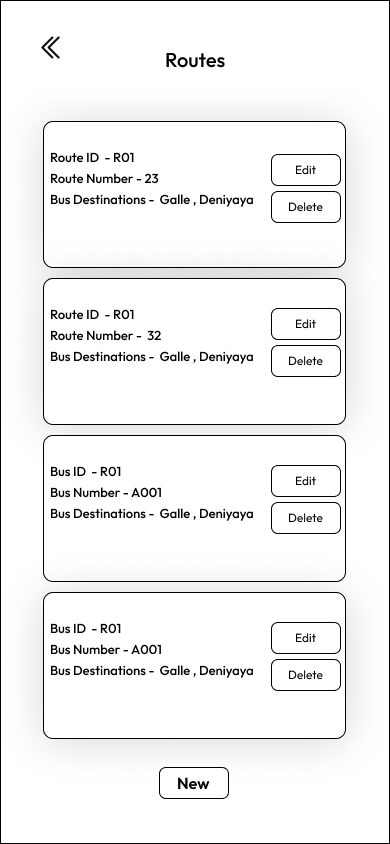 Routes
Route ID - R01
Route Number - 23
Bus Destinations - Galle , Deniyaya
Edit
Delete
Route ID - R01
Route Number - 32
Bus Destinations - Galle , Deniyaya
Edit
Delete
Bus ID - R01
Bus Number - A001
Bus Destinations - Galle , Deniyaya
Edit
Delete
Bus ID - R01
Bus Number - A001
Bus Destinations - Galle , Deniyaya
Edit
Delete
New